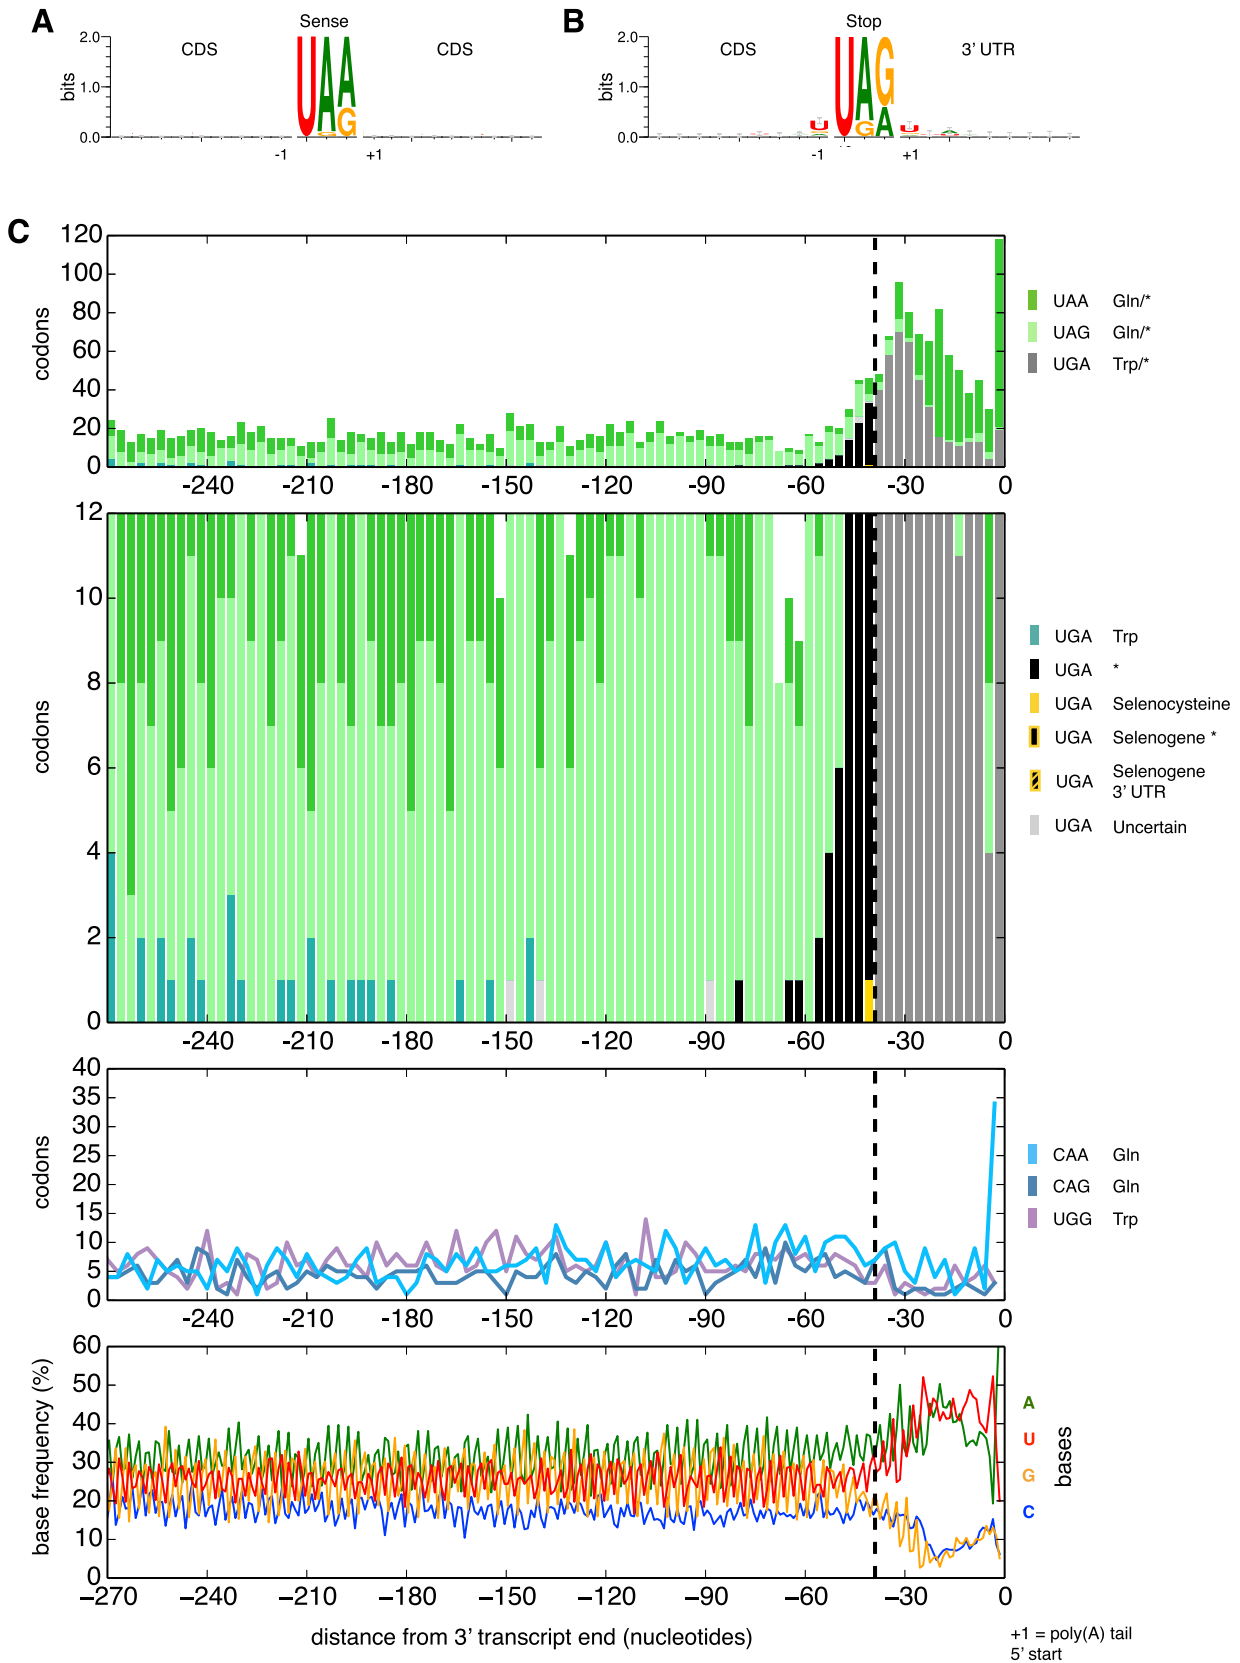 A
Sense
CDS
CDS
2.0
1.0
0.0
bits
UAA
G
-1
+1
B
Stop
CDS
3' UTR
2.0
1.0
0.0
bits
U
UAG
GA
U
A
-1
+1
C
120
100
80
60
40
20
0
codons
-240 -210 -180 -150 -120 -90 -60 -30 0
UAA Gln/*
UAG Gln/*
UGA Trp/*
12
10
8
6
4
2
0
codons
-240 -210 -180 -150 -120 -90 -60 -30 0
UGA Trp
UGA *
UGA Selenocysteine
UGA Selenogene *
UGA Selenogene
3' UTR
UGA Uncertain
40
35
30
25
20
15
10
5
0
codons
-240 -210 -180 -150 -120 -90 -60 -30 0
CAA Gln
CAG Gln
UGG Trp
60
50
40
30
20
10
0
base frequency (%)
−270 −240 −210 −180 −150 −120 −90 −60 −30 0
A
U
G
C
bases
distance from 3' transcript end (nucleotides)
+1 = poly(A) tail
5' start